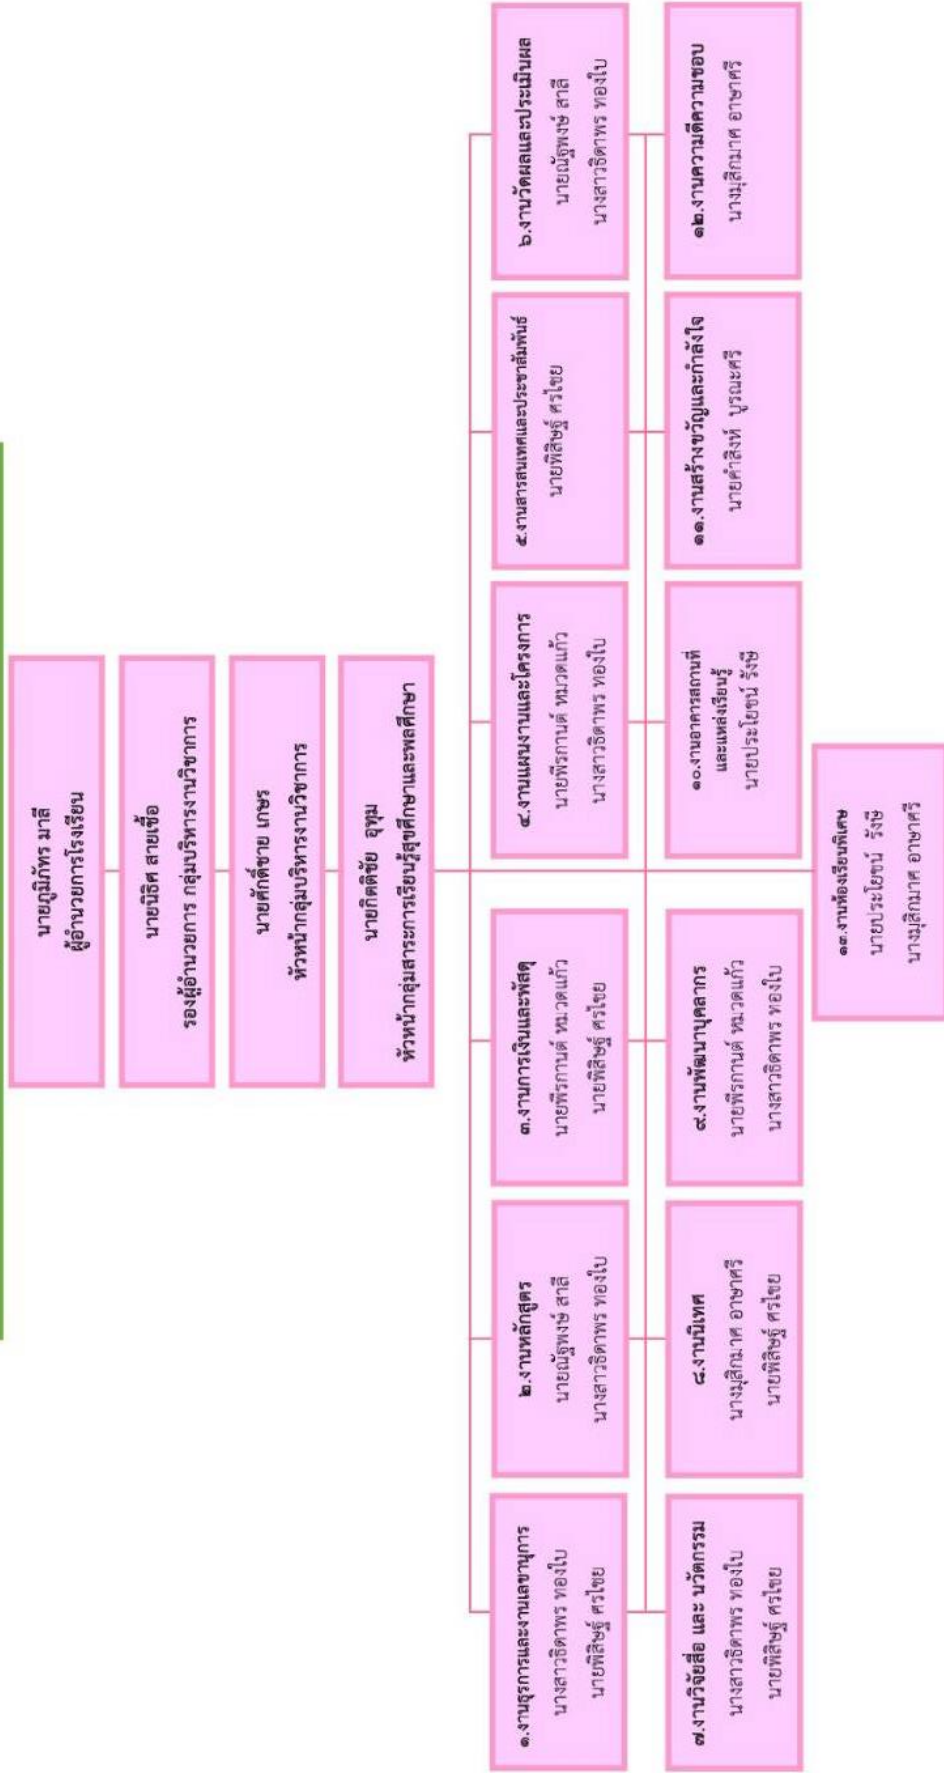 นายภูมิภัทร มาลี
ผู้อำนวยการโรงเรียน
นายนิธิศ สายเชื้อ
รองผู้อำนวยการ กลุ่มบริหารงานวิชาการ
นายศักดิ์ชาย เกษร
หัวหน้ากลุ่มบริหารงานวิชาการ
นายกิตติชัย อุทุม
หัวหน้ากลุ่มสาระการเรียนรู้สุขศึกษาและพลศึกษา
๑.งานธุรการและงานเลขานุการ
นางสาวธิดาพร ทองใบ
นายพิสิษฐ์ ศรไชย
๒.งานหลักสูตร
นายณัฐพงษ์ สาลี
นางสาวธิดาพร ทองใบ
๓.งานการเงินและพัสดุ
นายพีรกานต์ หมวดแก้ว
นายพิสิษฐ์ ศรไชย
๔.งานแผนงานและโครงการ
นายพีรกานต์ หมวดแก้ว
นางสาวธิดาพร ทองใบ
๕.งานสารสนเทศและประชาสัมพันธ์
นายพิสิษฐ์ ศรไชย
๖.งานวัดผลและประเมินผล
นายณัฐพงษ์ สาลี
นางสาวธิดาพร ทองใบ
๗.งานวิจัยสื่อ และ นวัตกรรม
นางสาวธิดาพร ทองใบ
นายพิสิษฐ์ ศรไชย
๘.งานนิเทศ
นางมุสิกมาศ อาษาศรี
นายพิสิษฐ์ ศรไชย
๙.งานพัฒนาบุคลากร
นายพีรกานต์ หมวดแก้ว
นางสาวธิดาพร ทองใบ
๑๐.งานอาคารสถานที่
และแหล่งเรียนรู้
นายประโยชน์ รังษี
๑๑.งานสร้างขวัญและกำลังใจ
นายคำสิงห์ บูรณะศรี
๑๒.งานความดีความชอบ
นางมุสิกมาศ อาษาศรี
๑๓.งานห้องเรียนพิเศษ
นายประโยชน์ รังษี
นางมุสิกมาศ อาษาศรี